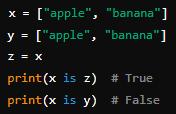 x = ["apple", "banana"]
y = ["apple", "banana"]
z = x
print(x is z)  # True
print(x is y)  # False